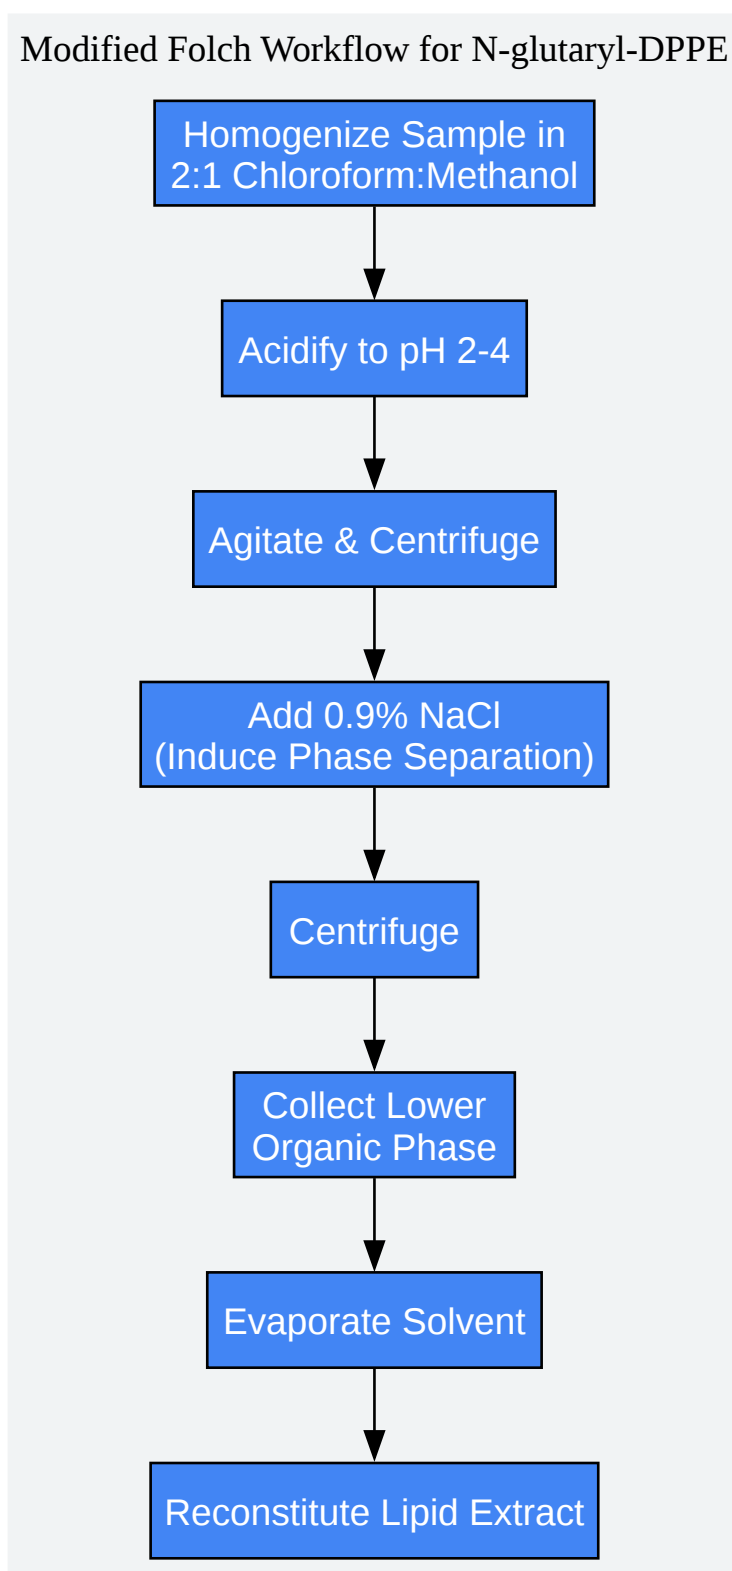 Modified Folch Workflow for N-glutaryl-DPPE
Homogenize Sample in
2:1 Chloroform:Methanol
Acidify to pH 2-4
Agitate & Centrifuge
Add 0.9% NaCl
(Induce Phase Separation)
Centrifuge
Collect Lower
Organic Phase
Evaporate Solvent
Reconstitute Lipid Extract